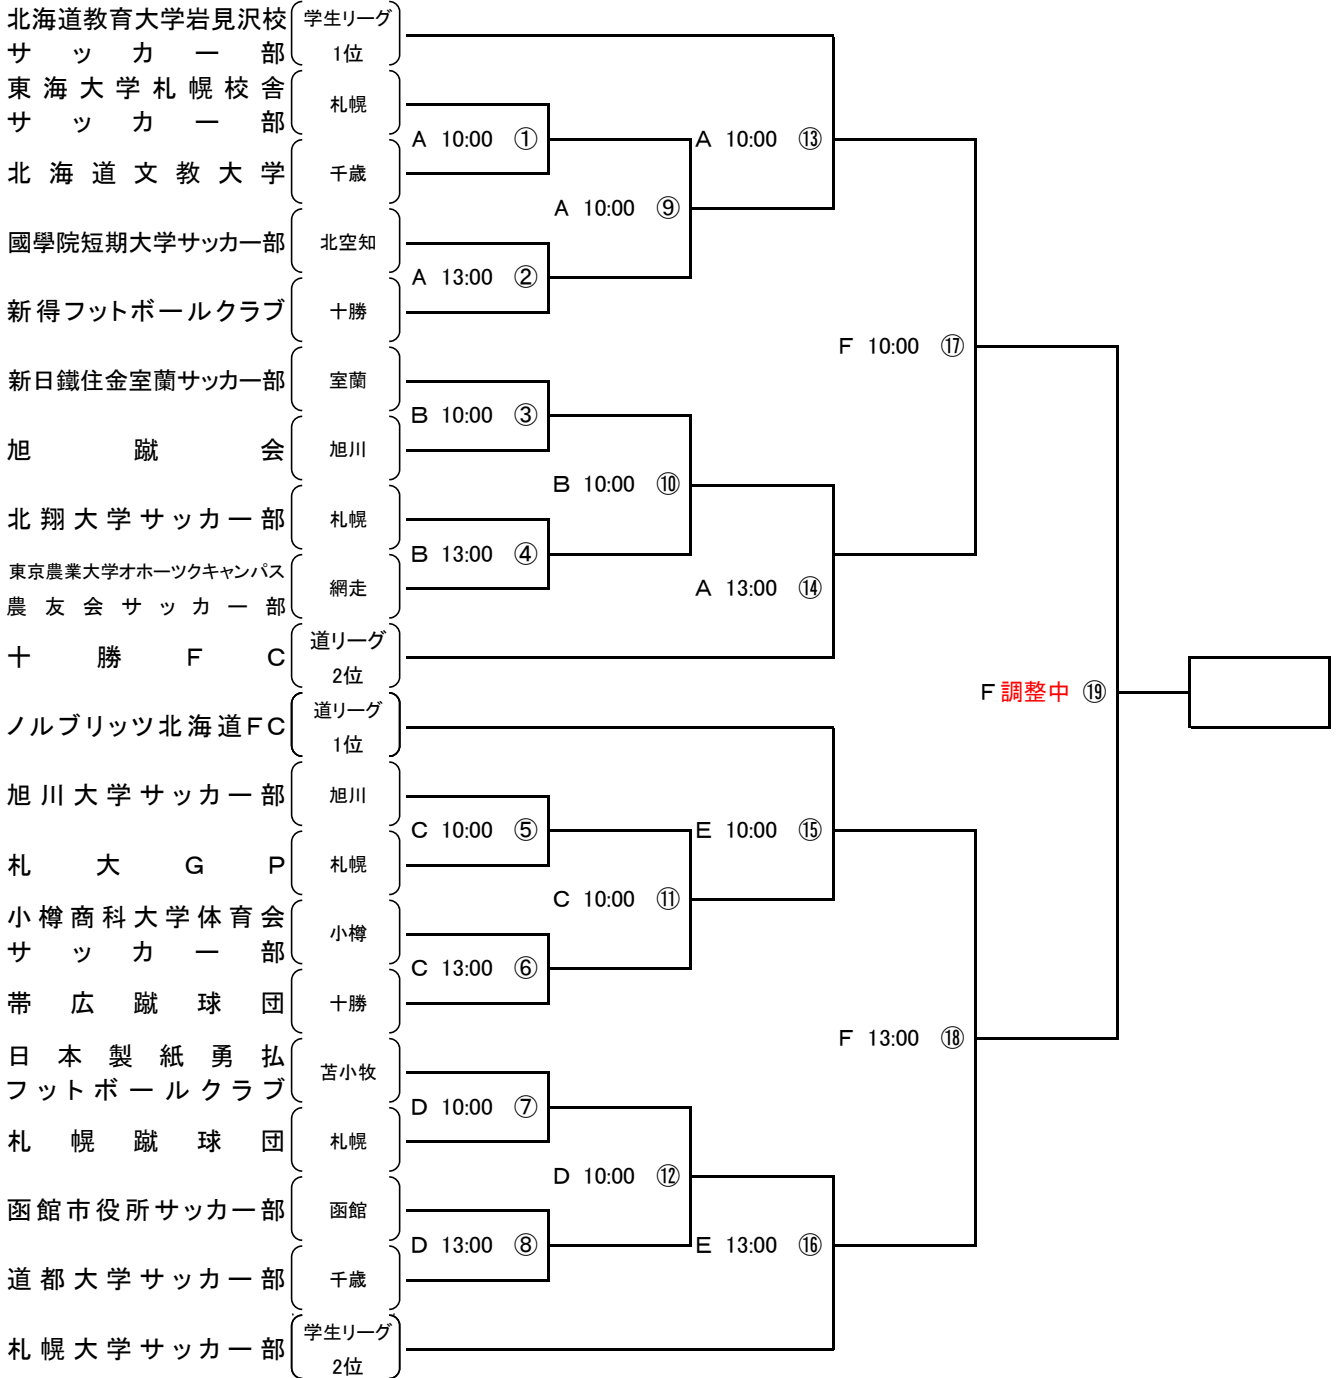 北海道教育大学岩見沢校 学生リーグ
サッカー部 1位
東海大学札幌校舎
サッカー部 札幌
A 10:00 ① A 10:00 ⑬
北海道文教大学 千歳
A 10:00 ⑨
國學院短期大学サッカー部 北空知
A 13:00 ②
新得フットボールクラブ 十勝
F 10:00 ⑰
新日鐵住金室蘭サッカー部 室蘭
B 10:00 ③
旭蹴会 旭川
B 10:00 ⑩
北翔大学サッカー部 札幌
B 13:00 ④
東京農業大学オホーツクキャンパス
農友会サッカー部 網走
A 13:00 ⑭
十勝FC 道リーグ
2位
F 調整中 ⑲
ノルブリッツ北海道FC 道リーグ
1位
旭川大学サッカー部 旭川
C 10:00 ⑤ E 10:00 ⑮
札大GP 札幌
C 10:00 ⑪
小樽商科大学体育会
サッカー部 小樽
C 13:00 ⑥
帯広蹴球団 十勝
F 13:00 ⑱
日本製紙勇払
フットボールクラブ 苫小牧
D 10:00 ⑦
札幌蹴球団 札幌
D 10:00 ⑫
函館市役所サッカー部 函館
D 13:00 ⑧ E 13:00 ⑯
道都大学サッカー部 千歳
札幌大学サッカー部 学生リーグ
2位